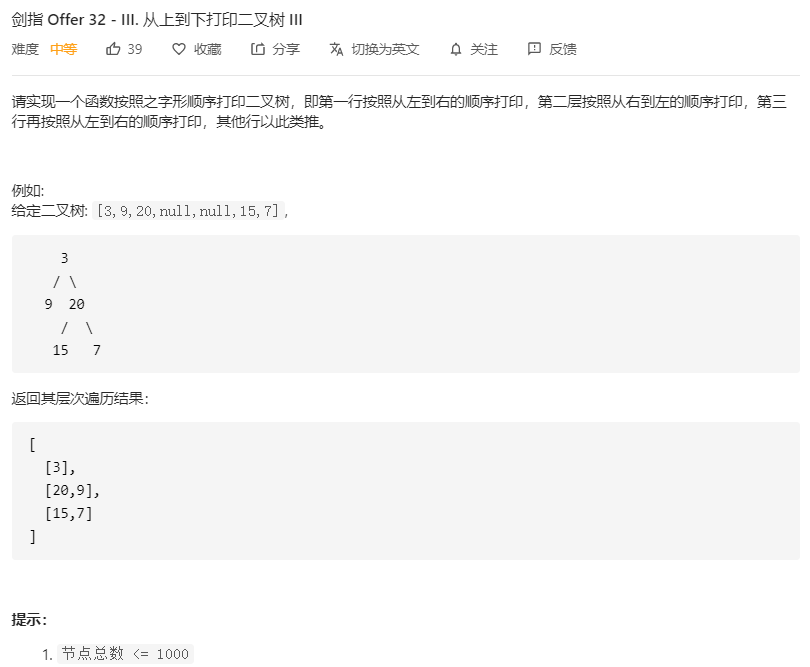 剑指 Offer 32 - III. 从上到下打印二叉树 III
难度 中等 39 收藏 分享 切换为英文 关注 反馈
请实现一个函数按照之字形顺序打印二叉树，即第一行按照从左到右的顺序打印，第二层按照从右到左的顺序打印，第三
行再按照从左到右的顺序打印，其他行以此类推。
例如:
给定二叉树: [3,9,20,null,null,15,7],
3
/ \
9 20
/ \
15 7
返回其层次遍历结果：
[
[3],
[20,9],
[15,7]
]
提示：
1. 节点总数 <= 1000